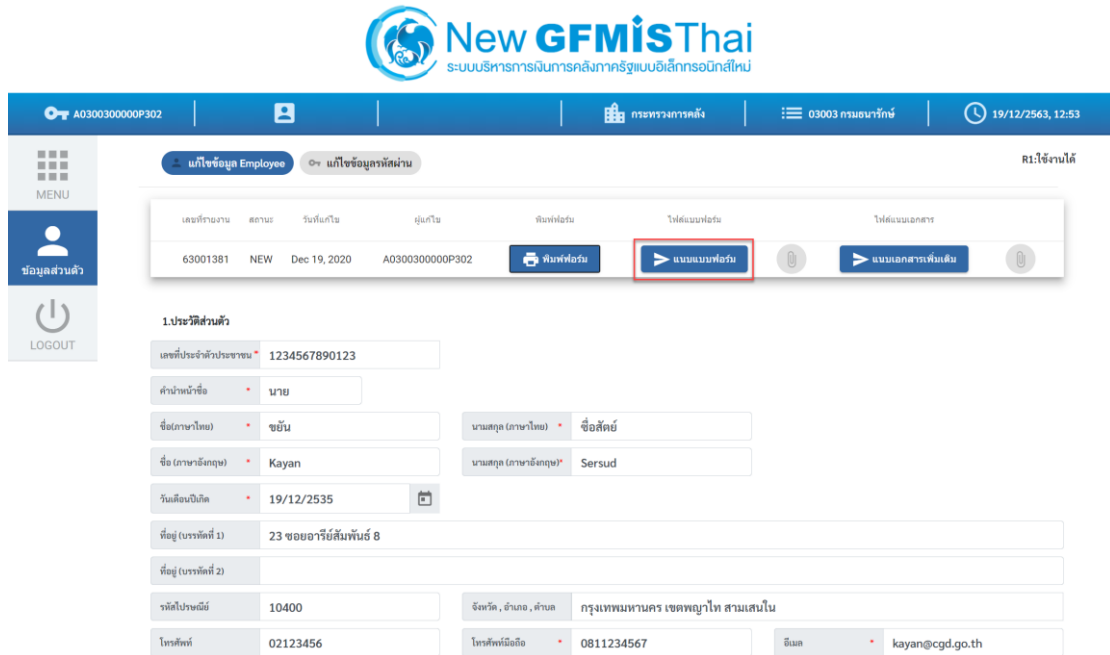 New GFMIS Thai
ระบบบริหารการเงินการคลังภาครัฐแบบอิเล็กทรอนิกส์ใหม่
A0300300000P302 กระทรวงการคลัง 03003 กรมธนารักษ์ 19/12/2563, 12:53
MENU
ข้อมูลส่วนตัว
LOGOUT
แก้ไขข้อมูล Employee แก้ไขข้อมูลรหัสผ่าน R1:ใช้งานได้
เลขที่รายงาน สถานะ วันที่แก้ไข ผู้แก้ไข พิมพ์ฟอร์ม ไฟล์แบบฟอร์ม ไฟล์แนบเอกสาร
63001381 NEW Dec 19, 2020 A0300300000P302 พิมพ์ฟอร์ม แนบแบบฟอร์ม แนบเอกสารเพิ่มเติม
1.ประวัติส่วนตัว
เลขที่ประจำตัวประชาชน * 1234567890123
คำนำหน้าชื่อ * นาย
ชื่อ(ภาษาไทย) * ขยัน นามสกุล (ภาษาไทย) * ซื่อสัตย์
ชื่อ (ภาษาอังกฤษ) * Kayan นามสกุล (ภาษาอังกฤษ)* Sersud
วันเดือนปีเกิด * 19/12/2535
ที่อยู่ (บรรทัดที่ 1) 23 ซอยอารีย์สัมพันธ์ 8
ที่อยู่ (บรรทัดที่ 2)
รหัสไปรษณีย์ 10400 จังหวัด , อำเภอ , ตำบล กรุงเทพมหานคร เขตพญาไท สามเสนใน
โทรศัพท์ 02123456 โทรศัพท์มือถือ * 0811234567 อีเมล * kayan@cgd.go.th